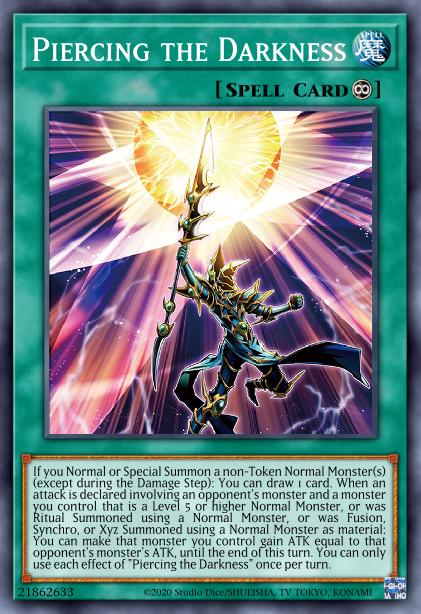 PIERCING THE DARKNESS
SPELL
魔
[SPELL CARD]
If you Normal or Special Summon a non-Token Normal Monster(s)
(except during the Damage Step): You can draw 1 card. When an
attack is declared involving an opponent's monster and a monster
you control that is a Level 5 or higher Normal Monster, or was
Ritual Summoned using a Normal Monster, or was Fusion,
Synchro, or Xyz Summoned using a Normal Monster as material:
You can make that monster you control gain ATK equal to that
opponent's monster's ATK, until the end of this turn. You can only
use each effect of "Piercing the Darkness" once per turn.
21862633
©2020 Studio Dice/SHUEISHA, TV TOKYO, KONAMI